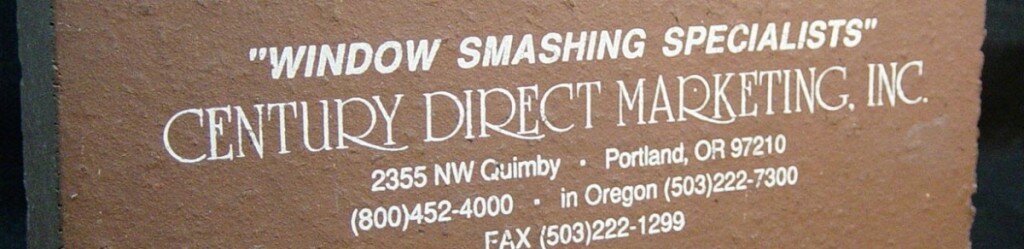 "WINDOW SMASHING SPECIALISTS"
CENTURY DIRECT MARKETING, INC.
2355 NW Quimby · Portland, OR 97210
(800)452-4000 · in Oregon (503)222-7300
FAX (503)222-1299